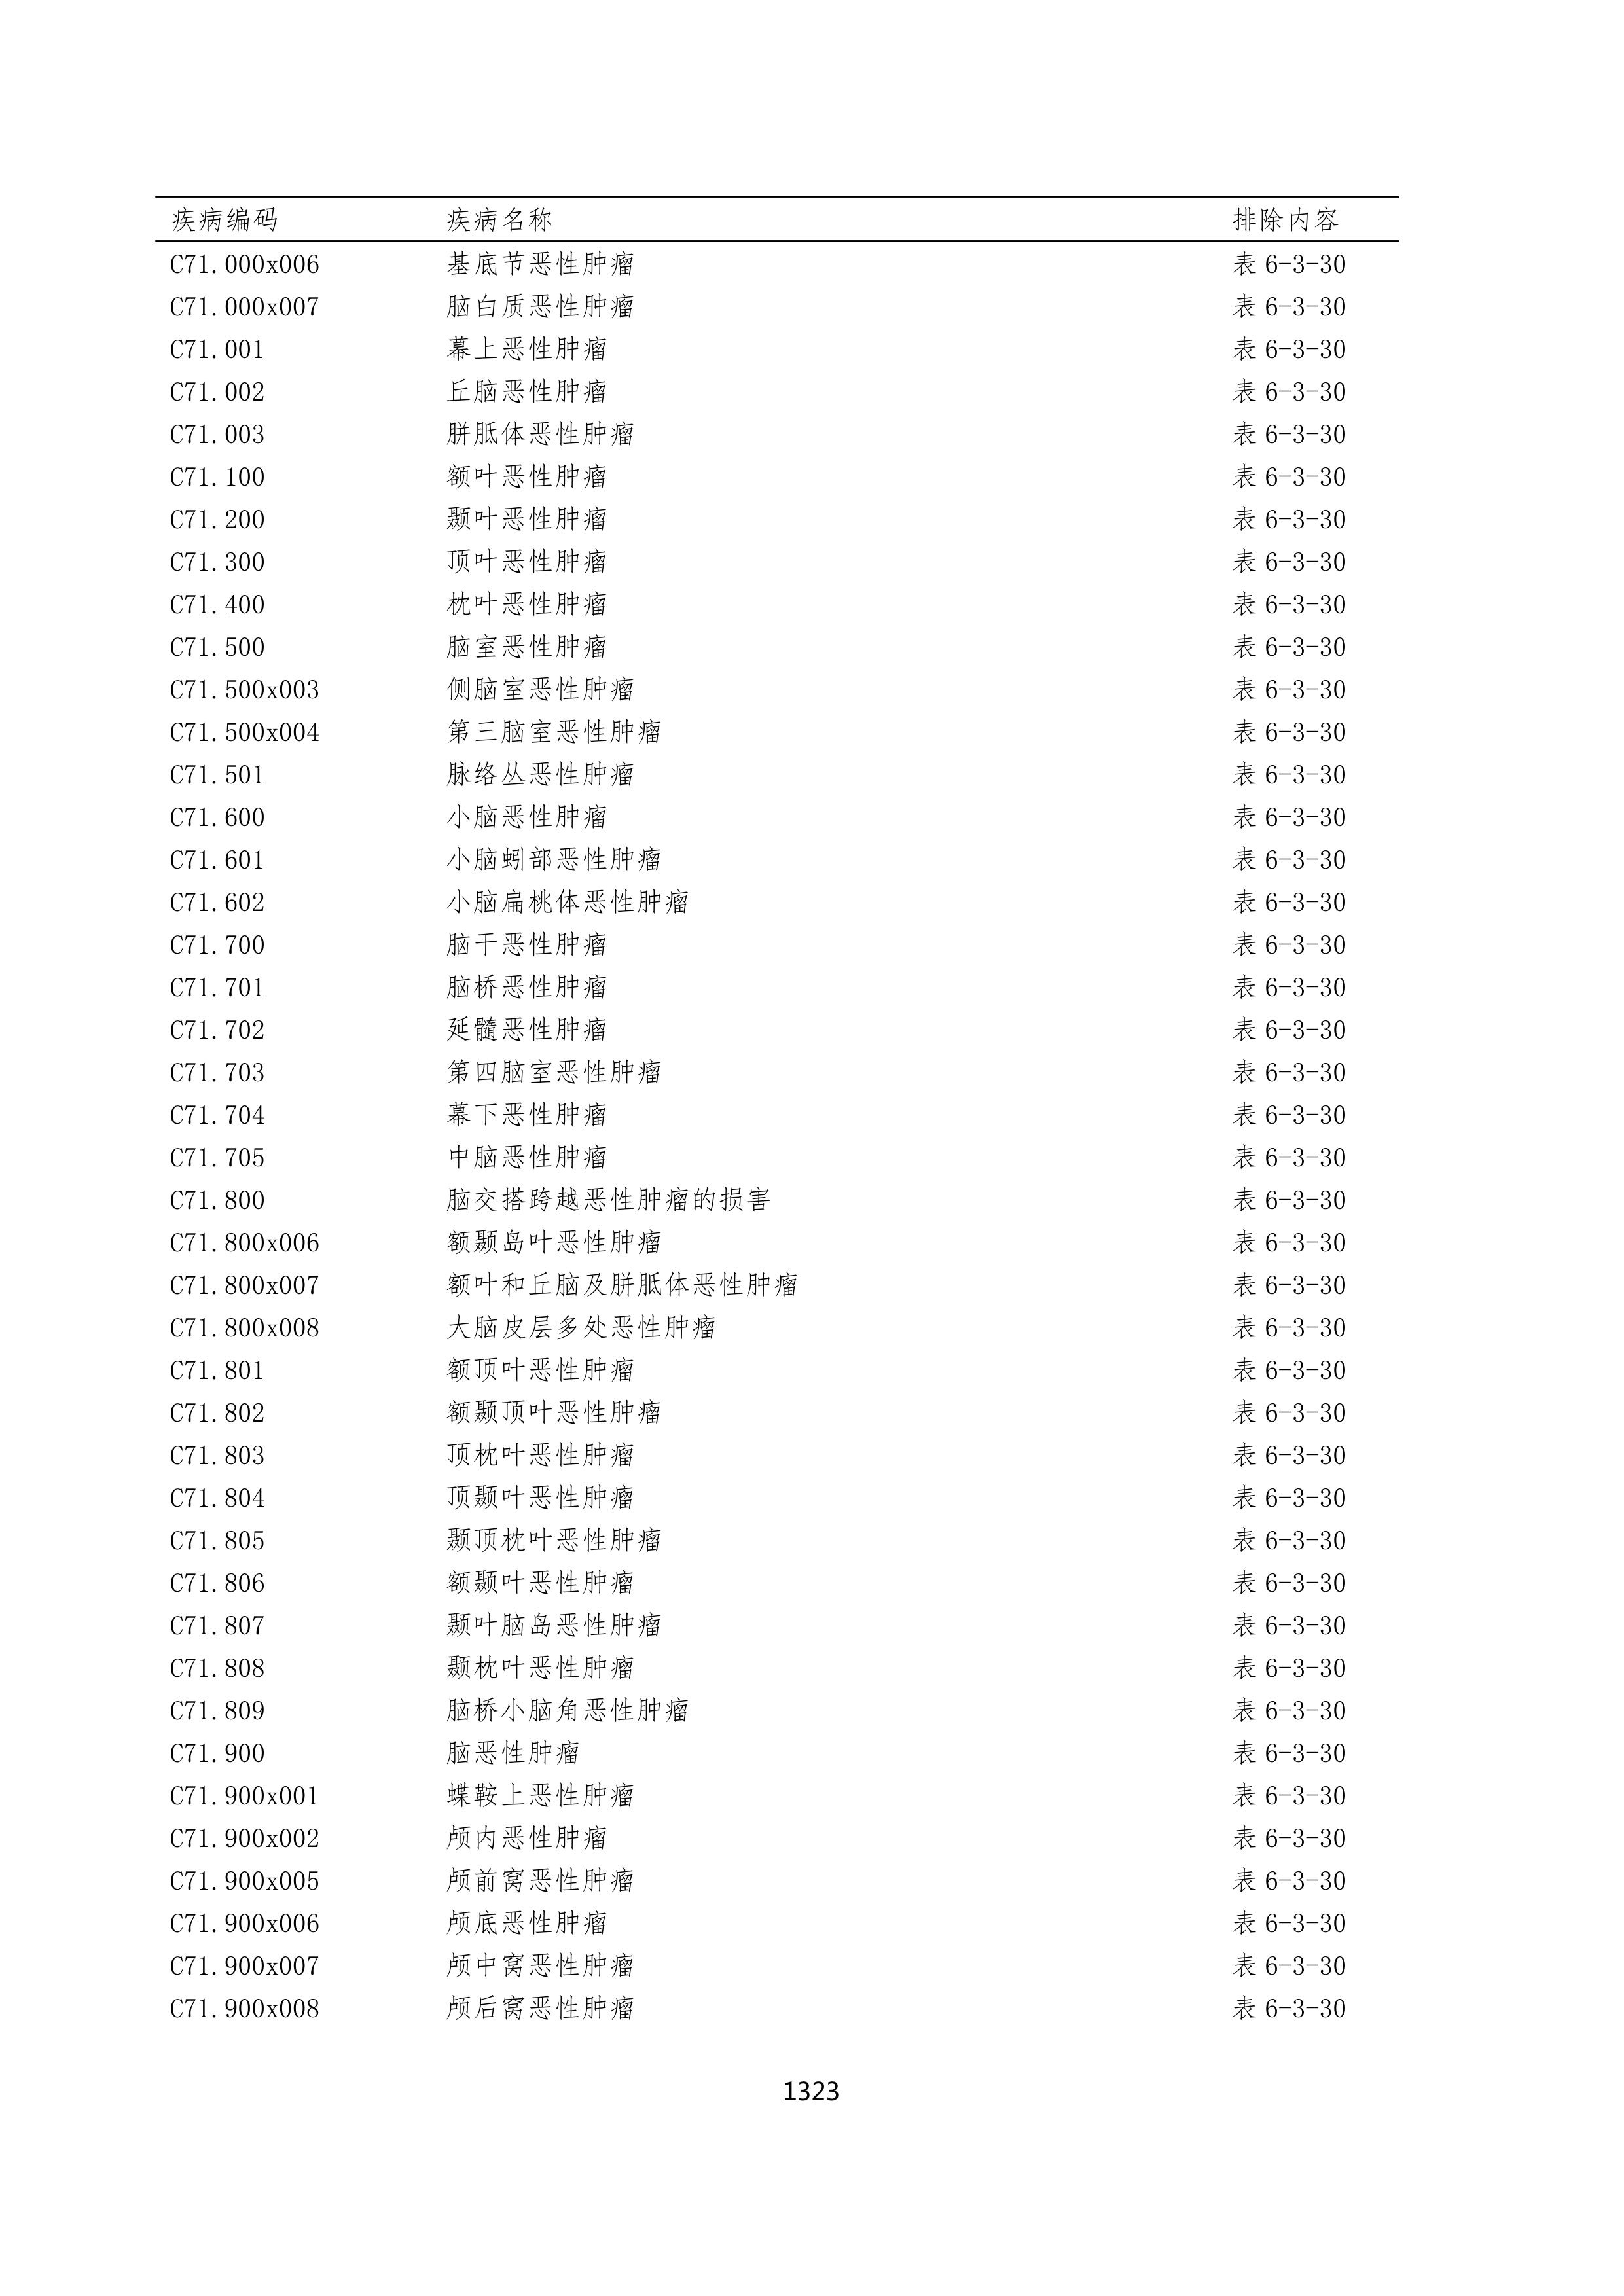 疾病编码 疾病名称 排除内容
C71.000x006 基底节恶性肿瘤 表 6-3-30
C71.000x007 脑白质恶性肿瘤 表 6-3-30
C71.001 幕上恶性肿瘤 表 6-3-30
C71.002 丘脑恶性肿瘤 表 6-3-30
C71.003 胼胝体恶性肿瘤 表 6-3-30
C71.100 额叶恶性肿瘤 表 6-3-30
C71.200 颞叶恶性肿瘤 表 6-3-30
C71.300 顶叶恶性肿瘤 表 6-3-30
C71.400 枕叶恶性肿瘤 表 6-3-30
C71.500 脑室恶性肿瘤 表 6-3-30
C71.500x003 侧脑室恶性肿瘤 表 6-3-30
C71.500x004 第三脑室恶性肿瘤 表 6-3-30
C71.501 脉络丛恶性肿瘤 表 6-3-30
C71.600 小脑恶性肿瘤 表 6-3-30
C71.601 小脑蚓部恶性肿瘤 表 6-3-30
C71.602 小脑扁桃体恶性肿瘤 表 6-3-30
C71.700 脑干恶性肿瘤 表 6-3-30
C71.701 脑桥恶性肿瘤 表 6-3-30
C71.702 延髓恶性肿瘤 表 6-3-30
C71.703 第四脑室恶性肿瘤 表 6-3-30
C71.704 幕下恶性肿瘤 表 6-3-30
C71.705 中脑恶性肿瘤 表 6-3-30
C71.800 脑交搭跨越恶性肿瘤的损害 表 6-3-30
C71.800x006 额颞岛叶恶性肿瘤 表 6-3-30
C71.800x007 额叶和丘脑及胼胝体恶性肿瘤 表 6-3-30
C71.800x008 大脑皮层多处恶性肿瘤 表 6-3-30
C71.801 额顶叶恶性肿瘤 表 6-3-30
C71.802 额颞顶叶恶性肿瘤 表 6-3-30
C71.803 顶枕叶恶性肿瘤 表 6-3-30
C71.804 顶颞叶恶性肿瘤 表 6-3-30
C71.805 颞顶枕叶恶性肿瘤 表 6-3-30
C71.806 额颞叶恶性肿瘤 表 6-3-30
C71.807 颞叶脑岛恶性肿瘤 表 6-3-30
C71.808 颞枕叶恶性肿瘤 表 6-3-30
C71.809 脑桥小脑角恶性肿瘤 表 6-3-30
C71.900 脑恶性肿瘤 表 6-3-30
C71.900x001 蝶鞍上恶性肿瘤 表 6-3-30
C71.900x002 颅内恶性肿瘤 表 6-3-30
C71.900x005 颅前窝恶性肿瘤 表 6-3-30
C71.900x006 颅底恶性肿瘤 表 6-3-30
C71.900x007 颅中窝恶性肿瘤 表 6-3-30
C71.900x008 颅后窝恶性肿瘤 表 6-3-30
1323